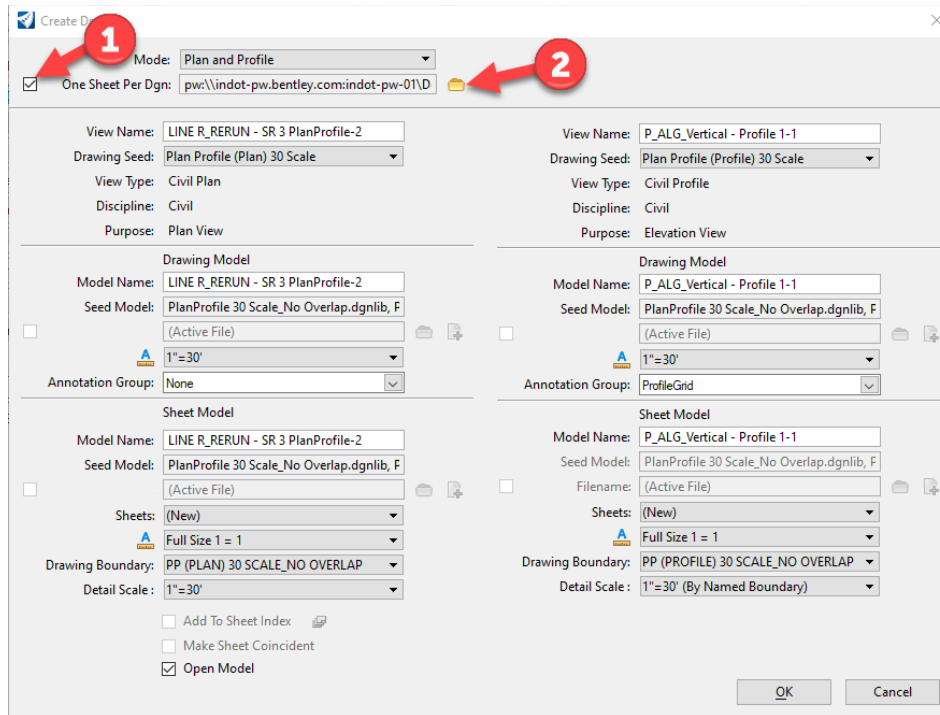 Create Dr
1
Mode: Plan and Profile
2
One Sheet Per Dgn: pw:\\indot-pw.bentley.com:indot-pw-01\D
View Name: LINE R_RERUN - SR 3 PlanProfile-2
Drawing Seed: Plan Profile (Plan) 30 Scale
View Type: Civil Plan
Discipline: Civil
Purpose: Plan View
Drawing Model
Model Name: LINE R_RERUN - SR 3 PlanProfile-2
Seed Model: PlanProfile 30 Scale_No Overlap.dgnlib, P
(Active File)
A 1"=30'
Annotation Group: None
Sheet Model
Model Name: LINE R_RERUN - SR 3 PlanProfile-2
Seed Model: PlanProfile 30 Scale_No Overlap.dgnlib, P
(Active File)
Sheets: (New)
A Full Size 1 = 1
Drawing Boundary: PP (PLAN) 30 SCALE_NO OVERLAP
Detail Scale : 1"=30'
Add To Sheet Index
Make Sheet Coincident
Open Model
View Name: P_ALG_Vertical - Profile 1-1
Drawing Seed: Plan Profile (Profile) 30 Scale
View Type: Civil Profile
Discipline: Civil
Purpose: Elevation View
Drawing Model
Model Name: P_ALG_Vertical - Profile 1-1
Seed Model: PlanProfile 30 Scale_No Overlap.dgnlib, P
(Active File)
A 1"=30'
Annotation Group: ProfileGrid
Sheet Model
Model Name: P_ALG_Vertical - Profile 1-1
Seed Model: PlanProfile 30 Scale_No Overlap.dgnlib, P
Filename: (Active File)
Sheets: (New)
A Full Size 1 = 1
Drawing Boundary: PP (PROFILE) 30 SCALE_NO OVERLAP
Detail Scale : 1"=30' (By Named Boundary)
OK
Cancel